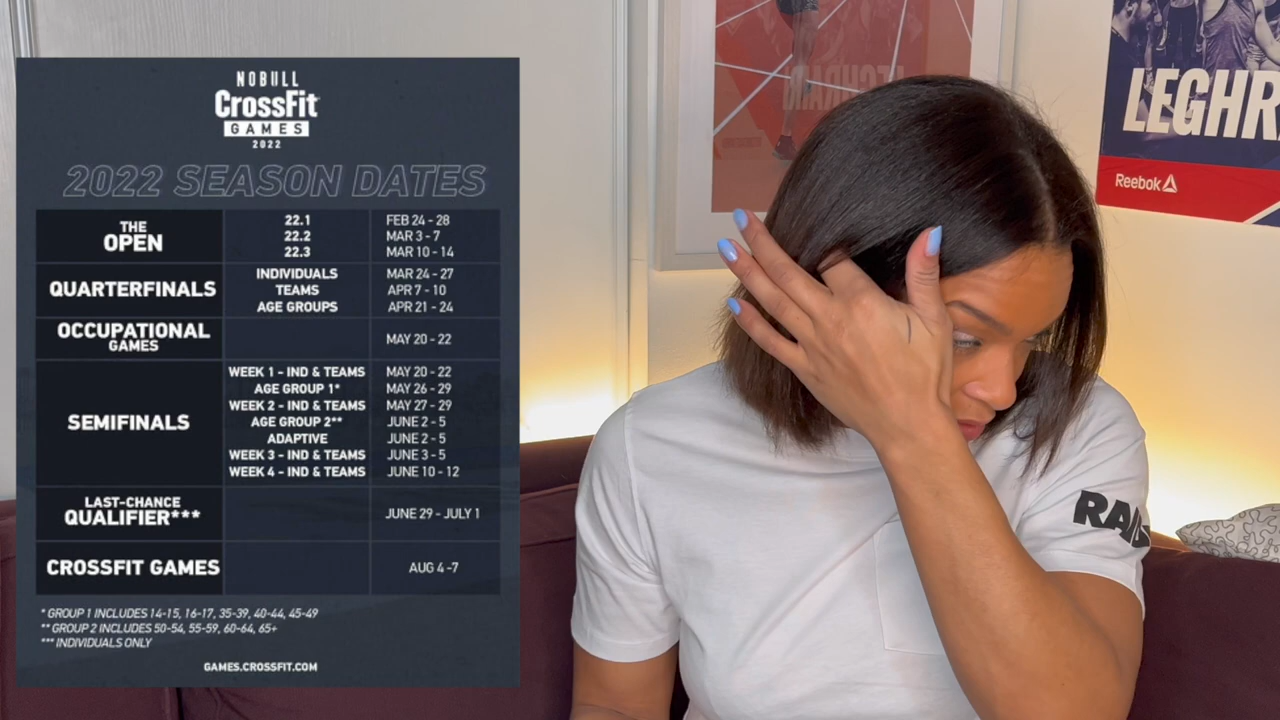 NOBULL
CrossFit
GAMES
2022
2022 SEASON DATES
THE OPEN
22.1 FEB 24 - 28
22.2 MAR 3 - 7
22.3 MAR 10 - 14
QUARTERFINALS
INDIVIDUALS MAR 24 - 27
TEAMS APR 7 - 10
AGE GROUPS APR 21 - 24
OCCUPATIONAL GAMES
MAY 20 - 22
SEMIFINALS
WEEK 1 - IND & TEAMS MAY 20 - 22
AGE GROUP 1* MAY 26 - 29
WEEK 2 - IND & TEAMS MAY 27 - 29
AGE GROUP 2** JUNE 2 - 5
ADAPTIVE JUNE 2 - 5
WEEK 3 - IND & TEAMS JUNE 3 - 5
WEEK 4 - IND & TEAMS JUNE 10 - 12
LAST-CHANCE
QUALIFIER***
JUNE 29 - JULY 1
CROSSFIT GAMES AUG 4 -7
* GROUP 1 INCLUDES 14-15, 16-17, 35-39, 40-44, 45-49
** GROUP 2 INCLUDES 50-54, 55-59, 60-64, 65+
*** INDIVIDUALS ONLY
GAMES.CROSSFIT.COM
LEGHR
Reebok